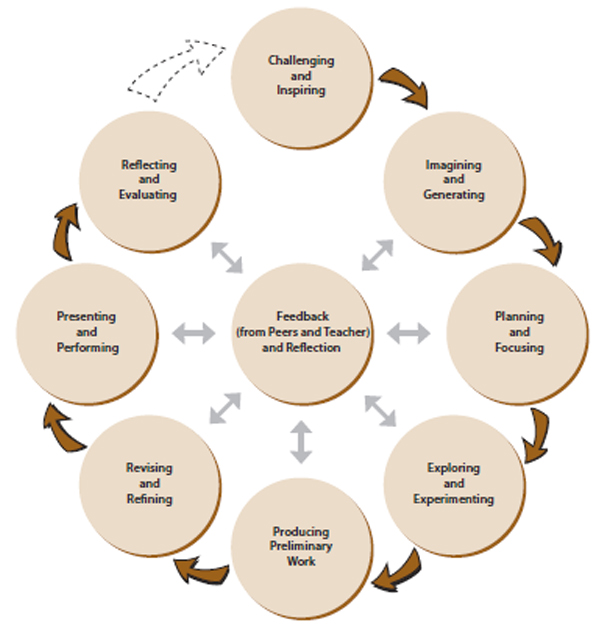 Challenging
and
Inspiring
Imagining
and
Generating
Planning
and
Focusing
Exploring
and
Experimenting
Producing
Preliminary
Work
Revising
and
Refining
Presenting
and
Performing
Reflecting
and
Evaluating
Feedback
(from Peers and Teacher)
and Reflection